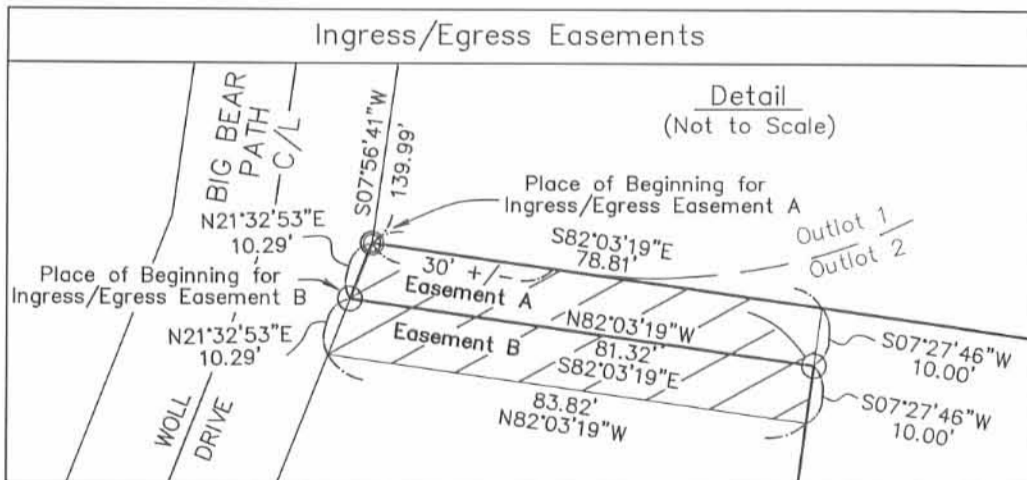 Ingress/Egress Easements
Detail
(Not to Scale)
BIG BEAR
PATH
C/L
S07°56'41"W
139.99'
Place of Beginning for
Ingress/Egress Easement A
N21°32'53"E
10.29'
S82°03'19"E
78.81'
Outlot 1
Outlot 2
Place of Beginning for
Ingress/Egress Easement B
30' +/-
Easement A
N82°03'19"W
81.32'
Easement B
S82°03'19"E
N21°32'53"E
10.29'
S07°27'46"W
10.00'
S07°27'46"W
10.00'
83.82'
N82°03'19"W
WOLL
DRIVE